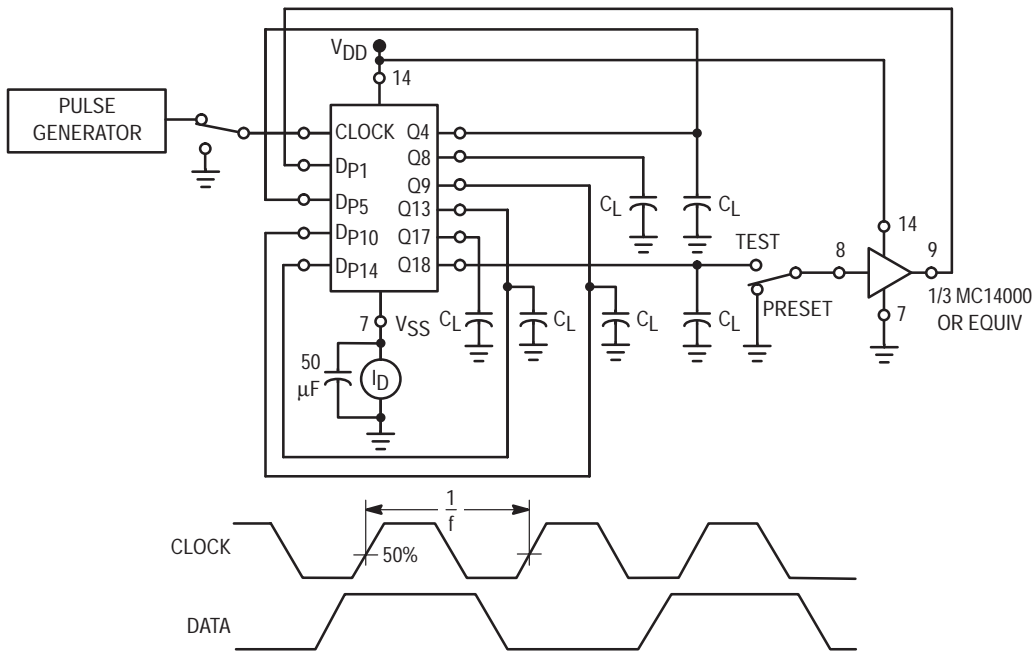 VDD
14
PULSE
GENERATOR
CLOCK Q4
DP1 Q8
DP5 Q9
DP10 Q13
DP14 Q17
Q18
CL CL
TEST
PRESET
8
14
9
7
1/3 MC14000
OR EQUIV
7 VSS
CL CL CL CL
50
µF
ID
1
f
CLOCK
50%
DATA